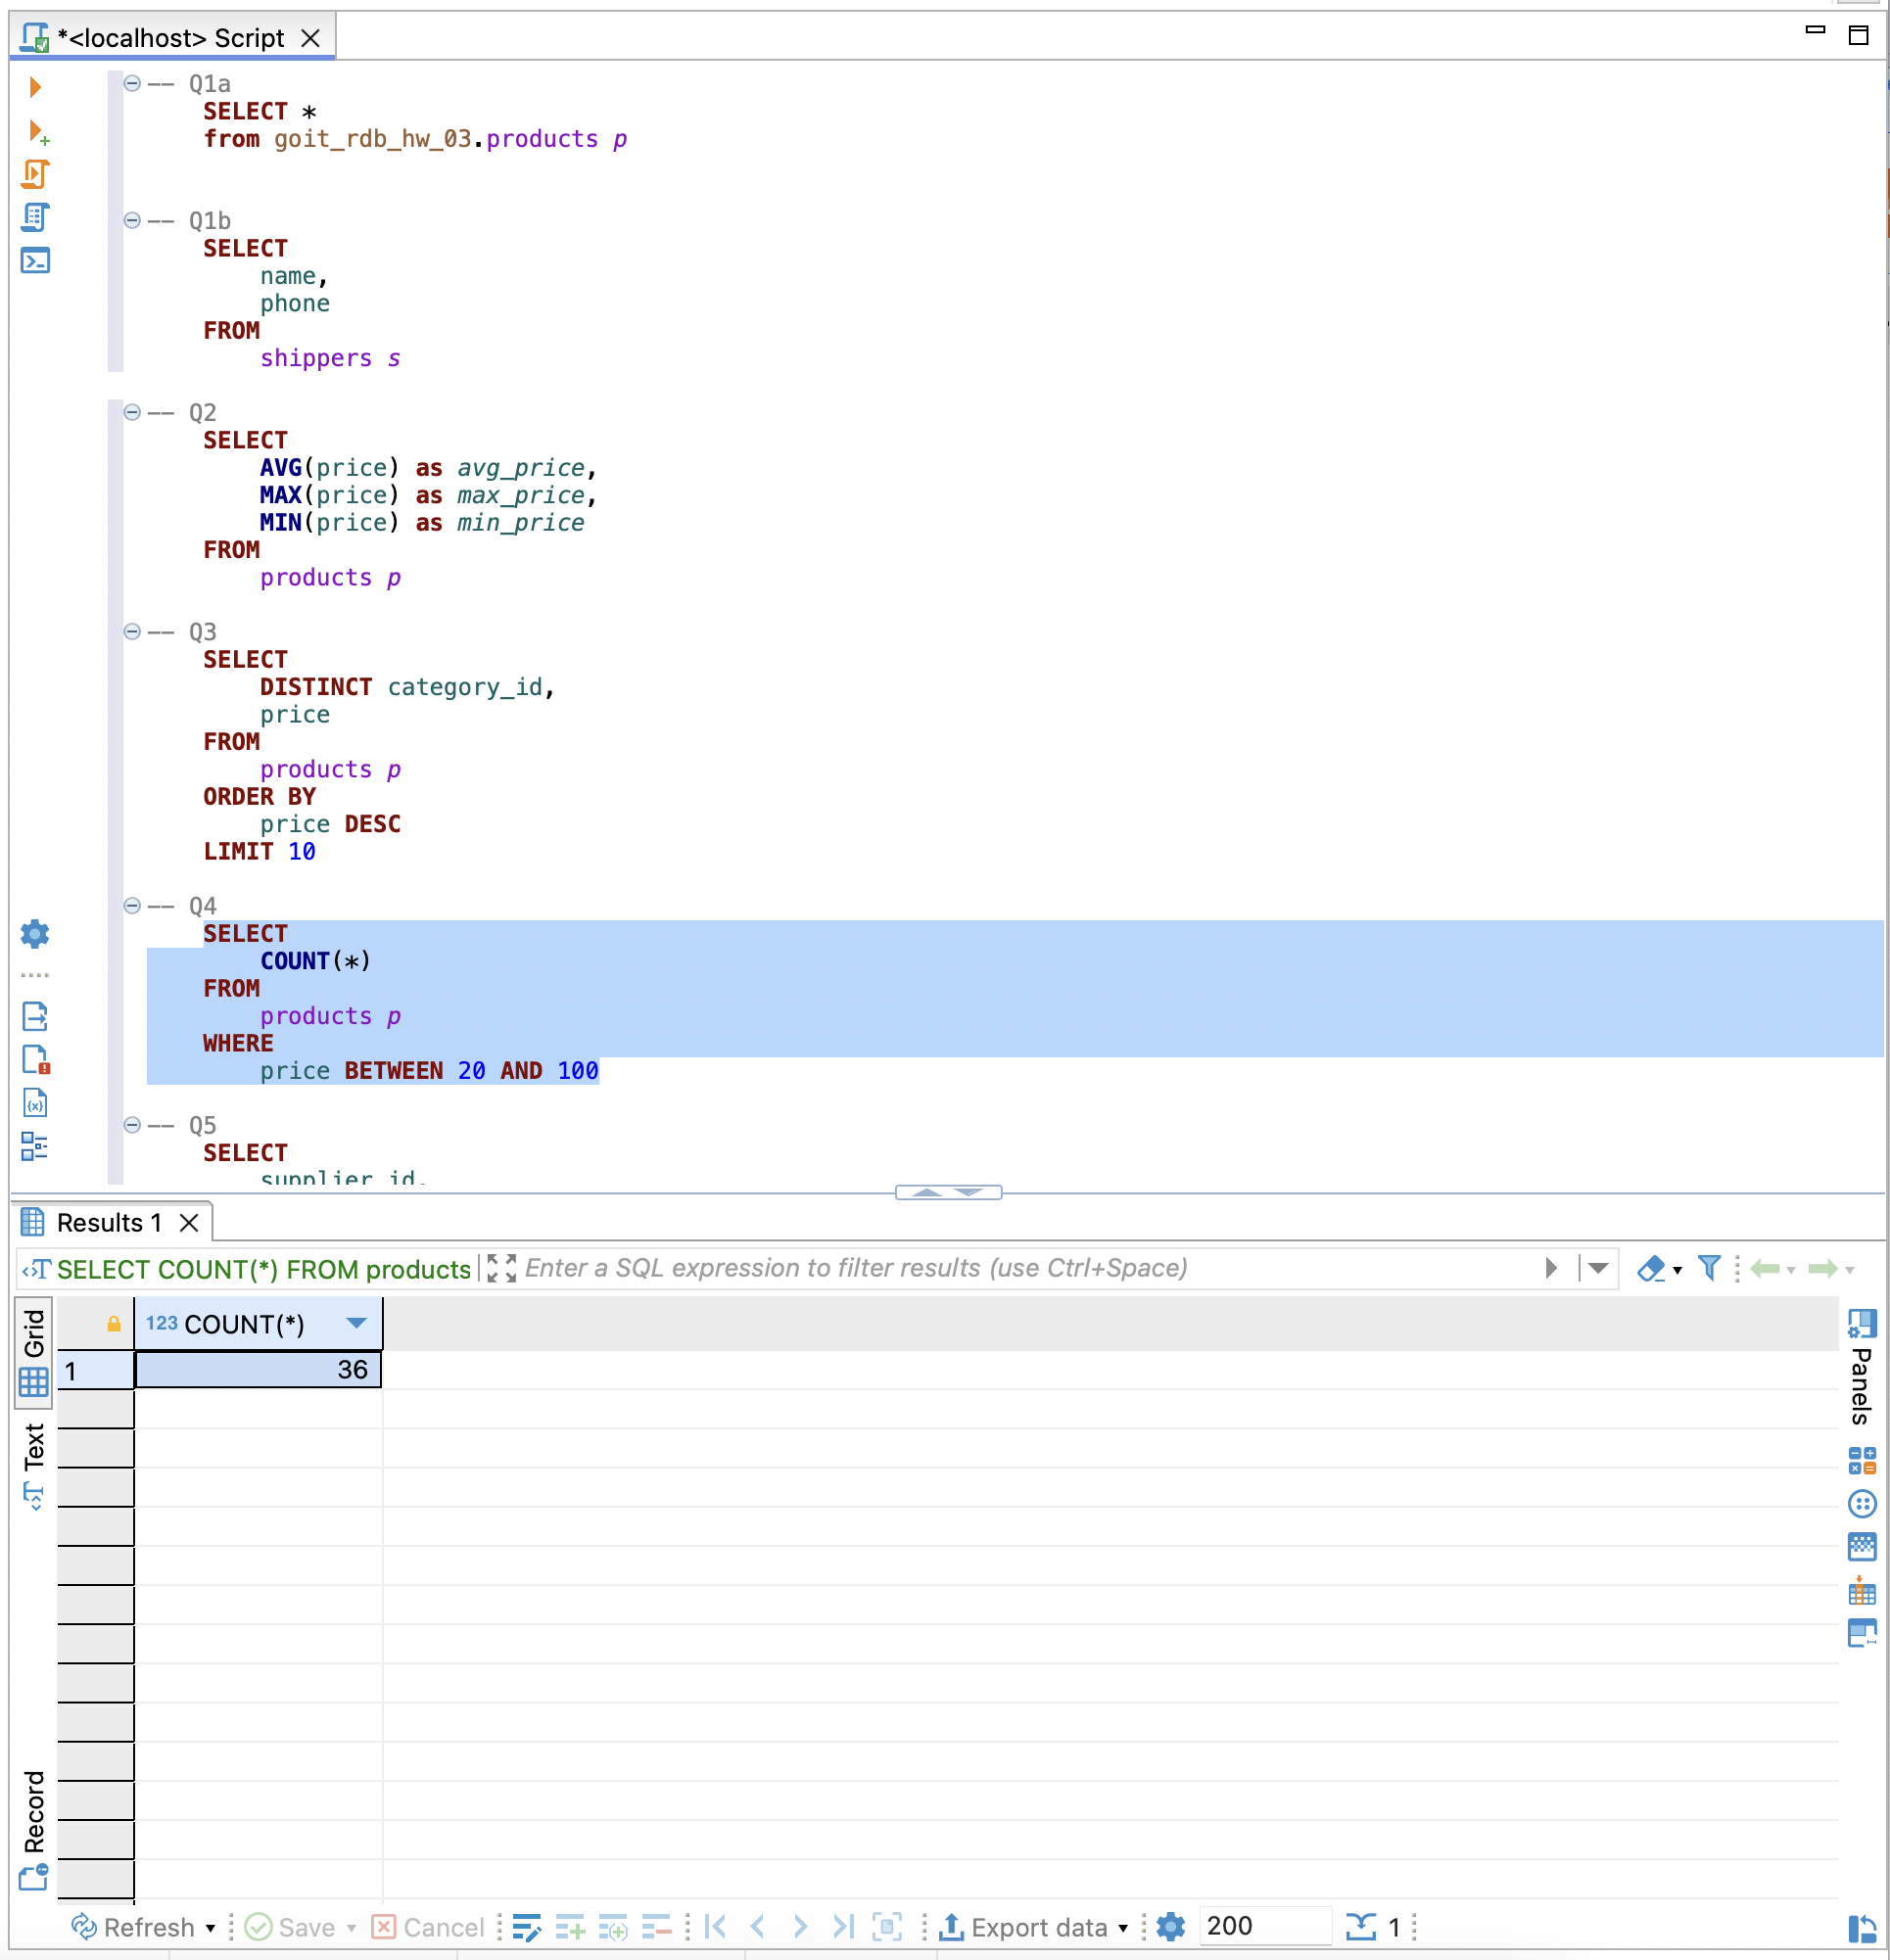 *<localhost> Script
-- Q1a
SELECT *
from goit_rdb_hw_03.products p
-- Q1b
SELECT
name,
phone
FROM
shippers s
-- Q2
SELECT
AVG(price) as avg_price,
MAX(price) as max_price,
MIN(price) as min_price
FROM
products p
-- Q3
SELECT
DISTINCT category_id,
price
FROM
products p
ORDER BY
price DESC
LIMIT 10
-- Q4
SELECT
COUNT(*)
FROM
products p
WHERE
price BETWEEN 20 AND 100
-- Q5
SELECT
supplier_id,
Results 1
SELECT COUNT(*) FROM products
Enter a SQL expression to filter results (use Ctrl+Space)
Grid
123 COUNT(*)
1 36
Panels
Text
Record
Refresh Save Cancel Export data 200 1